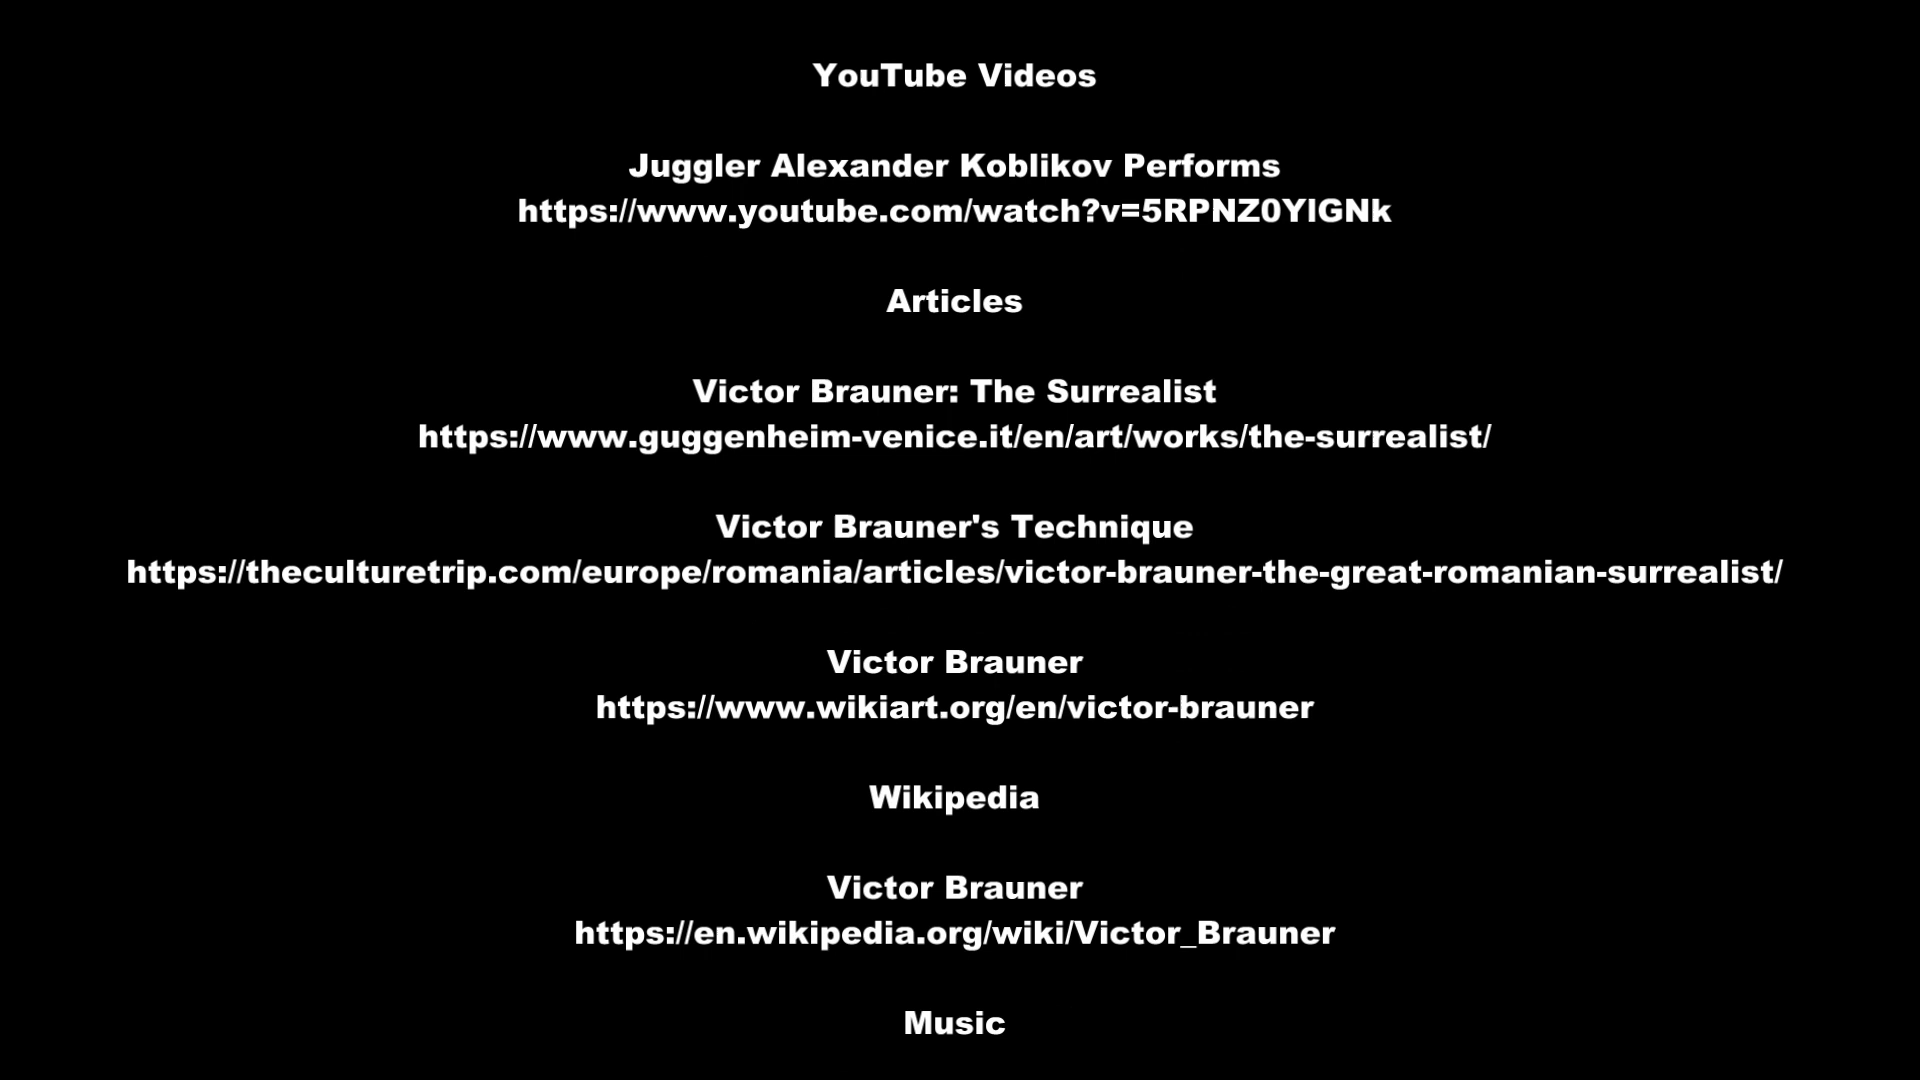 YouTube Videos
Juggler Alexander Koblikov Performs
https://www.youtube.com/watch?v=5RPNZ0YlGNk
Articles
Victor Brauner: The Surrealist
https://www.guggenheim-venice.it/en/art/works/the-surrealist/
Victor Brauner's Technique
https://theculturetrip.com/europe/romania/articles/victor-brauner-the-great-romanian-surrealist/
Victor Brauner
https://www.wikiart.org/en/victor-brauner
Wikipedia
Victor Brauner
https://en.wikipedia.org/wiki/Victor_Brauner
Music